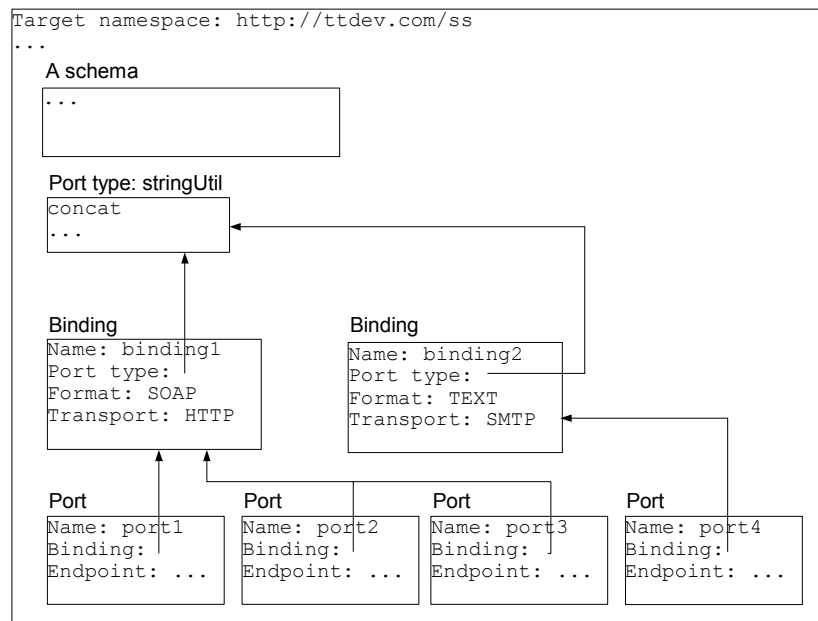 Target namespace: http://ttdev.com/ss
...
A schema
...
Port type: stringUtil
concat
...
Binding
Name: binding1
Port type:
Format: SOAP
Transport: HTTP
Binding
Name: binding2
Port type:
Format: TEXT
Transport: SMTP
Port
Name: port1
Binding:
Endpoint: ...
Port
Name: port2
Binding:
Endpoint: ...
Port
Name: port3
Binding:
Endpoint: ...
Port
Name: port4
Binding:
Endpoint: ...